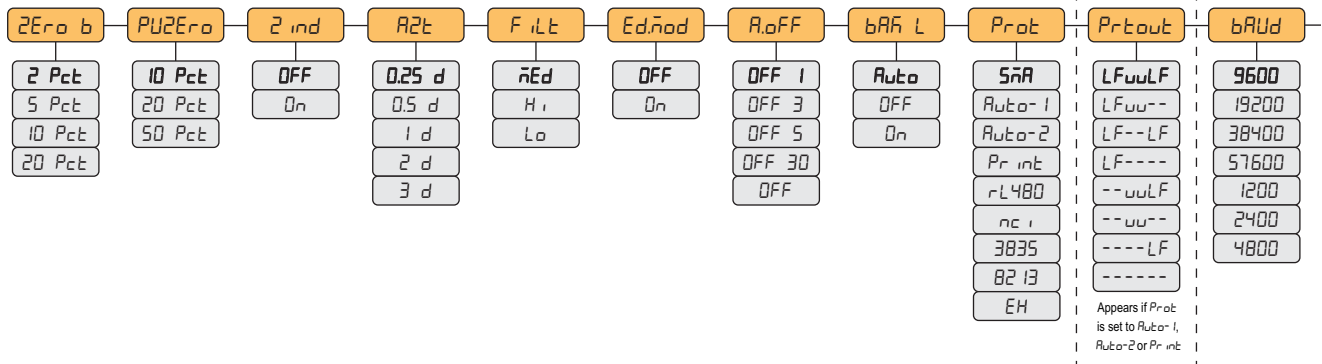 ZEro b
2 Pct
5 Pct
10 Pct
20 Pct
PUZEro
10 Pct
20 Pct
50 Pct
Z ind
OFF
On
AZt
0.25 d
0.5 d
1 d
2 d
3 d
FiLt
mEd
Hi
Lo
Ed.mod
OFF
On
A.oFF
OFF 1
OFF 3
OFF 5
OFF 30
OFF
bAK L
Auto
OFF
On
Prot
SmA
Auto-1
Auto-2
Print
rL480
nci
3835
8213
EH
Prtout
LFuuLF
LFuu--
LF--LF
LF----
--uuLF
--uu--
----LF
------
Appears if Prot
is set to Auto-1,
Auto-2 or Print
bAUd
9600
19200
38400
57600
1200
2400
4800